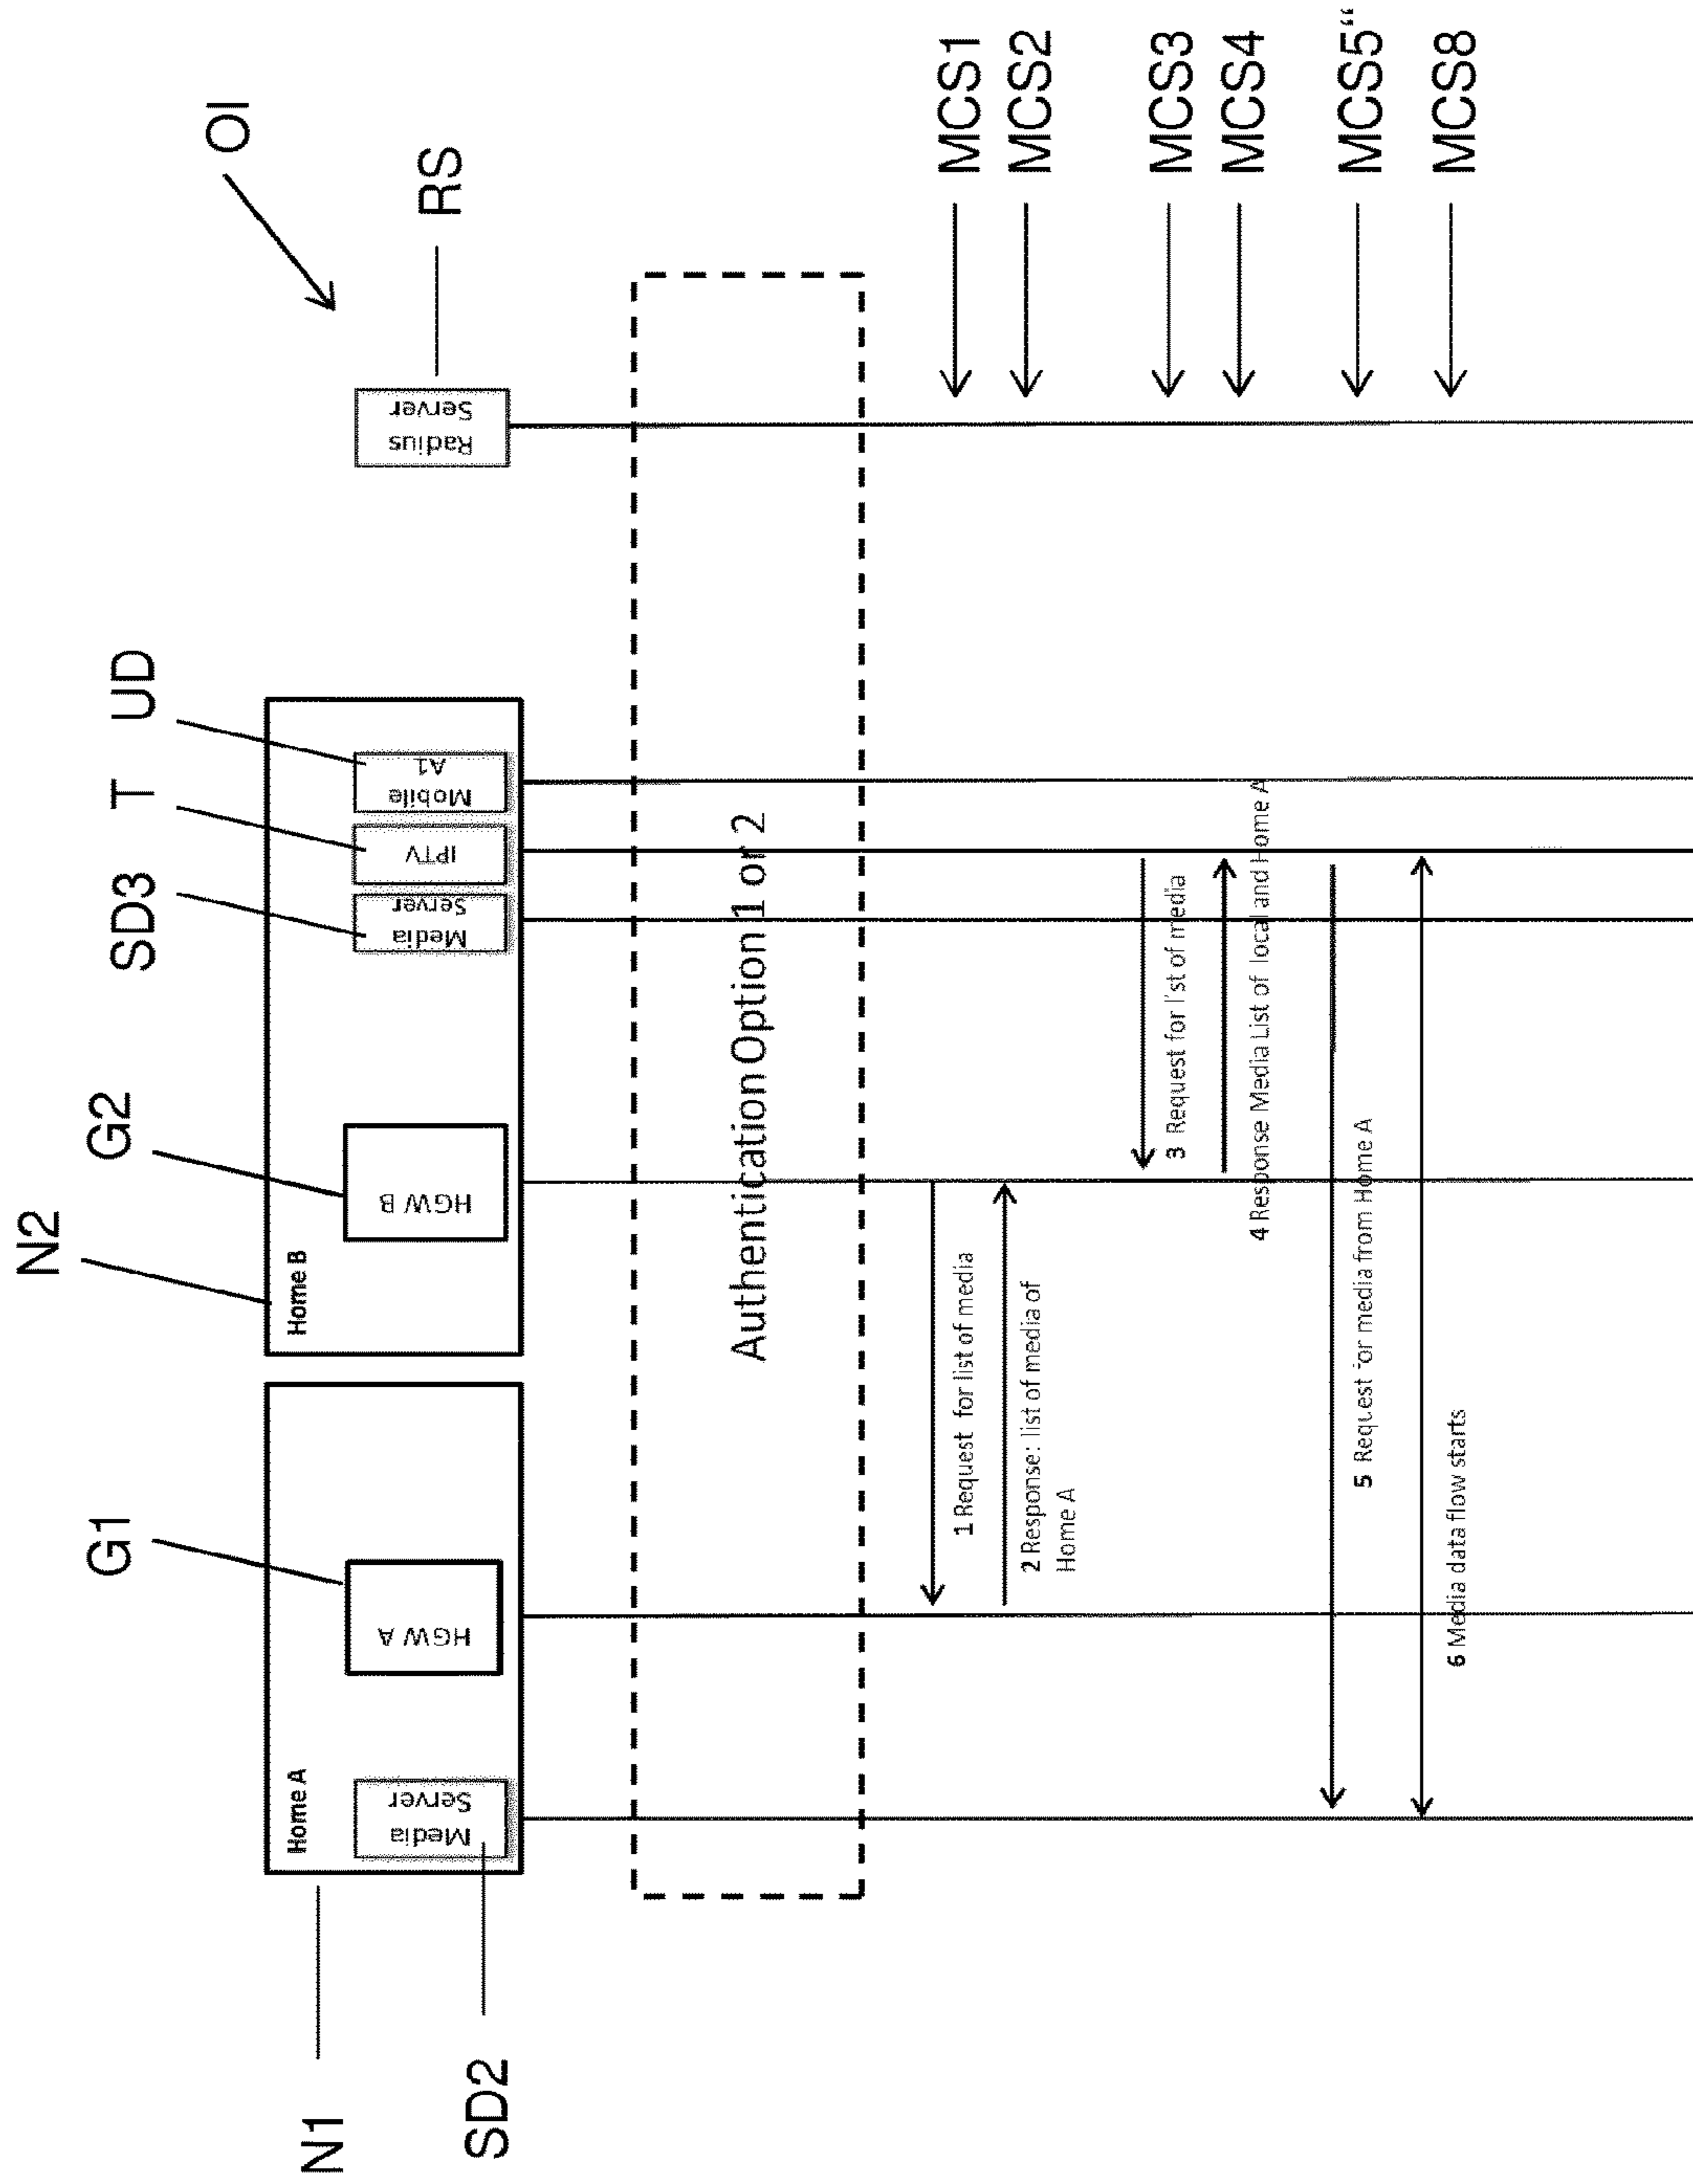 OI
RS
UD
T
SD3
G2
N2
G1
N1
SD2
Home A
Media
Server
HGW A
Home B
HGW B
Media
Server
IPTV
Mobile
A1
Radius
Server
Authentication Option 1 or 2
1 Request for list of media
2 Response: list of media of
Home A
3 Request for list of media
4 Response Media List of local and Home A
5 Request for media from Home A
6 Media data flow starts
MCS1
MCS2
MCS3
MCS4
MCS5“
MCS8